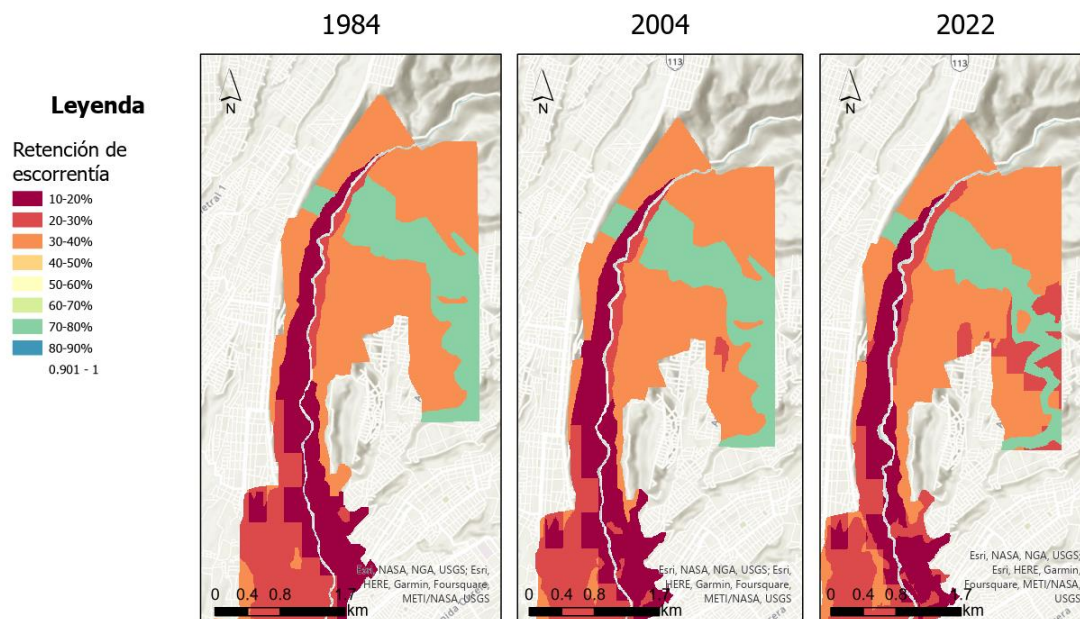 1984
2004
2022
Leyenda
Retención de
escorrentía
10-20%
20-30%
30-40%
40-50%
50-60%
60-70%
70-80%
80-90%
0.901 - 1
N
Esri, NASA, NGA, USGS; Esri,
HERE, Garmin, Foursquare,
METI/NASA, USGS
0 0.4 0.8 1.7
km
113
N
Esri, NASA, NGA, USGS; Esri,
HERE, Garmin, Foursquare,
METI/NASA, USGS
0 0.4 0.8 1.7
km
113
N
Esri, NASA, NGA, USGS;
Esri, HERE, Garmin,
Foursquare, METI/NASA,
USGS
0 0.4 0.8 1.7
km